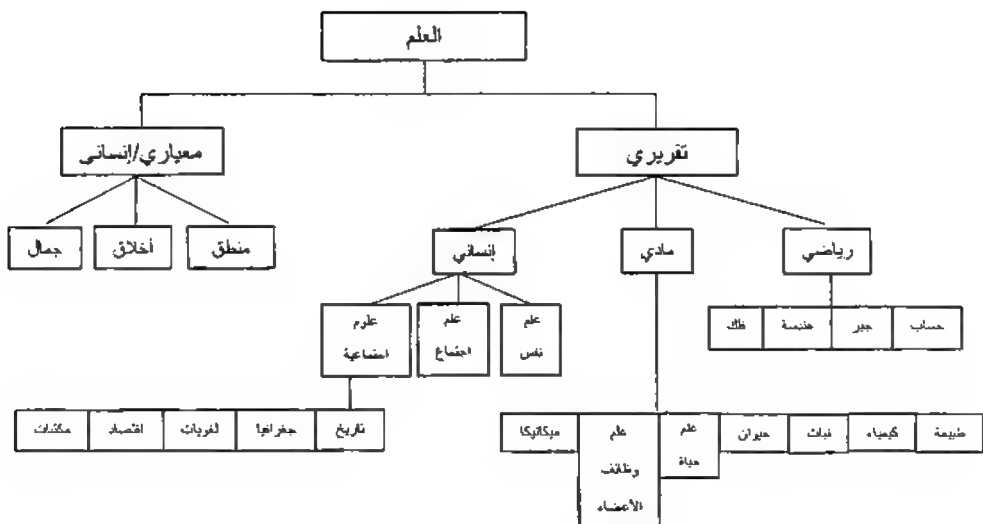 العلم
تقريري
معياري/إنساني
رياضي
مادي
إنساني
منطق
أخلاق
جمال
حساب
جبر
هندسة
فلك
علم
نفس
علم
اجتماع
علوم
اجتماعية
تاريخ
جغرافيا
لغويات
اقتصاد
مكتبات
طبيعة
كيمياء
نبات
حيوان
علم
حياة
علم
وظائف
الأعضاء
ميكانيكا